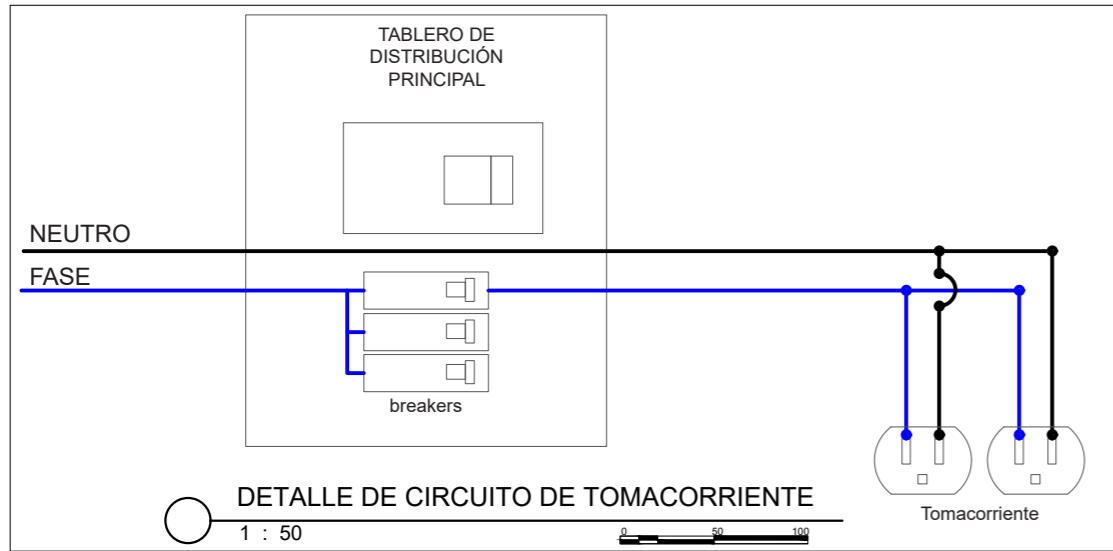 TABLERO DE
DISTRIBUCIÓN
PRINCIPAL
NEUTRO
FASE
breakers
DETALLE DE CIRCUITO DE TOMACORRIENTE
1 : 50
0 50 100
Tomacorriente